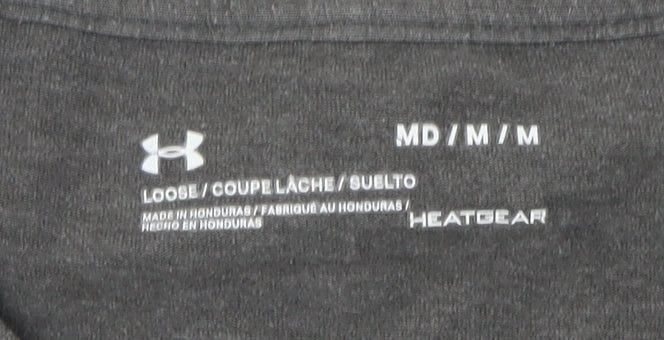 MD / M / M
LOOSE / COUPE LÂCHE / SUELTO
MADE IN HONDURAS / FABRIQUÉ AU HONDURAS /
HECHO EN HONDURAS
HEATGEAR